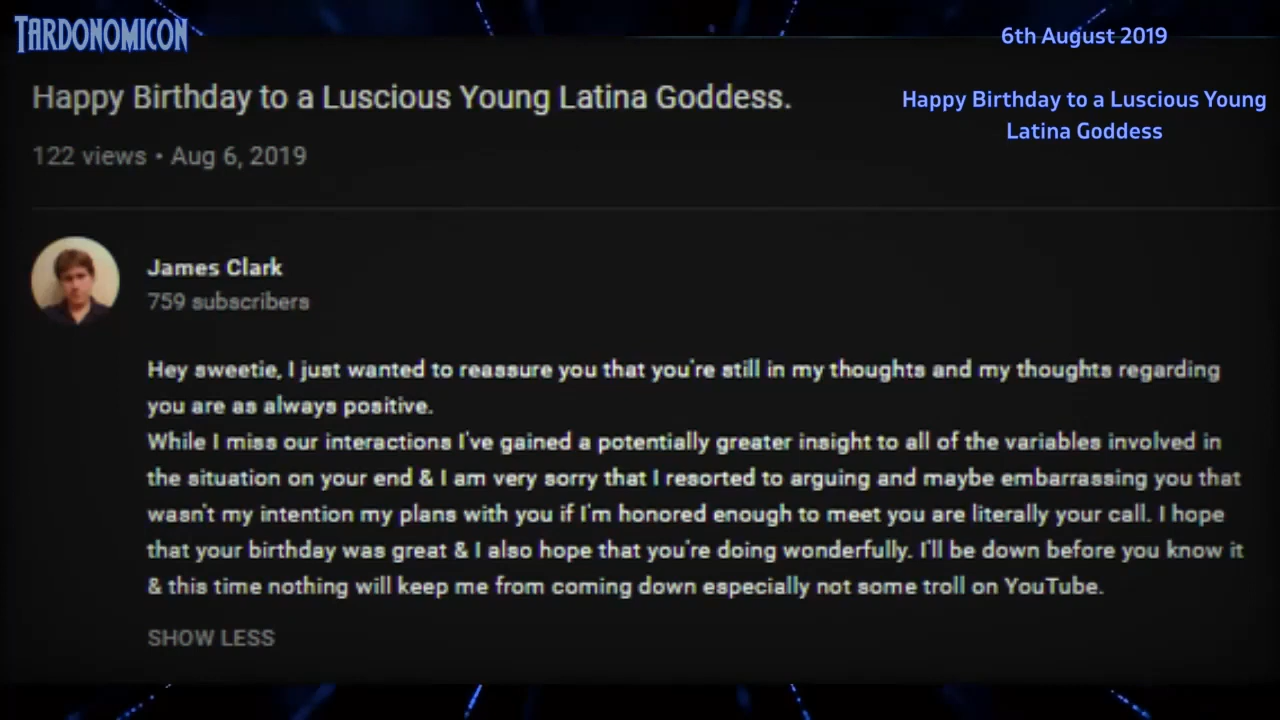 TARDONOMICON
6th August 2019
Happy Birthday to a Luscious Young Latina Goddess.
Happy Birthday to a Luscious Young
Latina Goddess
122 views • Aug 6, 2019
James Clark
759 subscribers
Hey sweetie, I just wanted to reassure you that you're still in my thoughts and my thoughts regarding
you are as always positive.
While I miss our interactions I've gained a potentially greater insight to all of the variables involved in
the situation on your end & I am very sorry that I resorted to arguing and maybe embarrassing you that
wasn't my intention my plans with you if I'm honored enough to meet you are literally your call. I hope
that your birthday was great & I also hope that you're doing wonderfully. I'll be down before you know it
& this time nothing will keep me from coming down especially not some troll on YouTube.
SHOW LESS